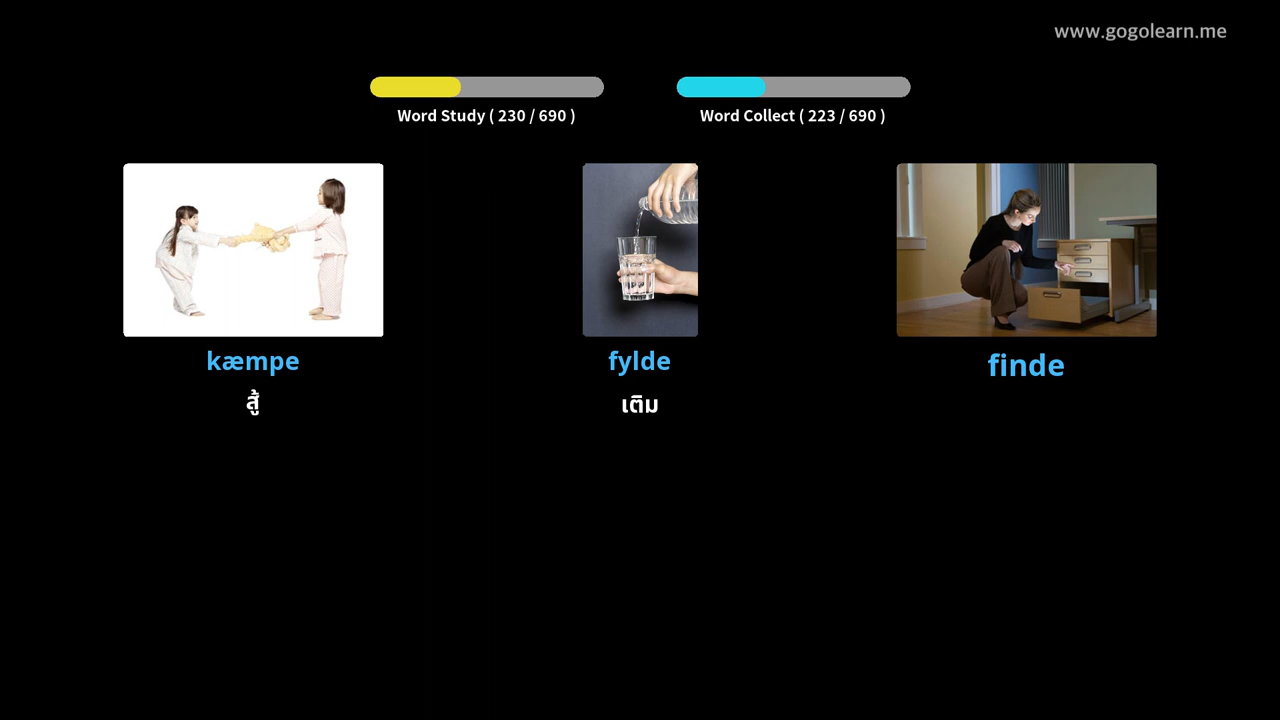 www.gogolearn.me
Word Study ( 230 / 690 )
Word Collect ( 223 / 690 )
kæmpe
สู้
fylde
เติม
finde